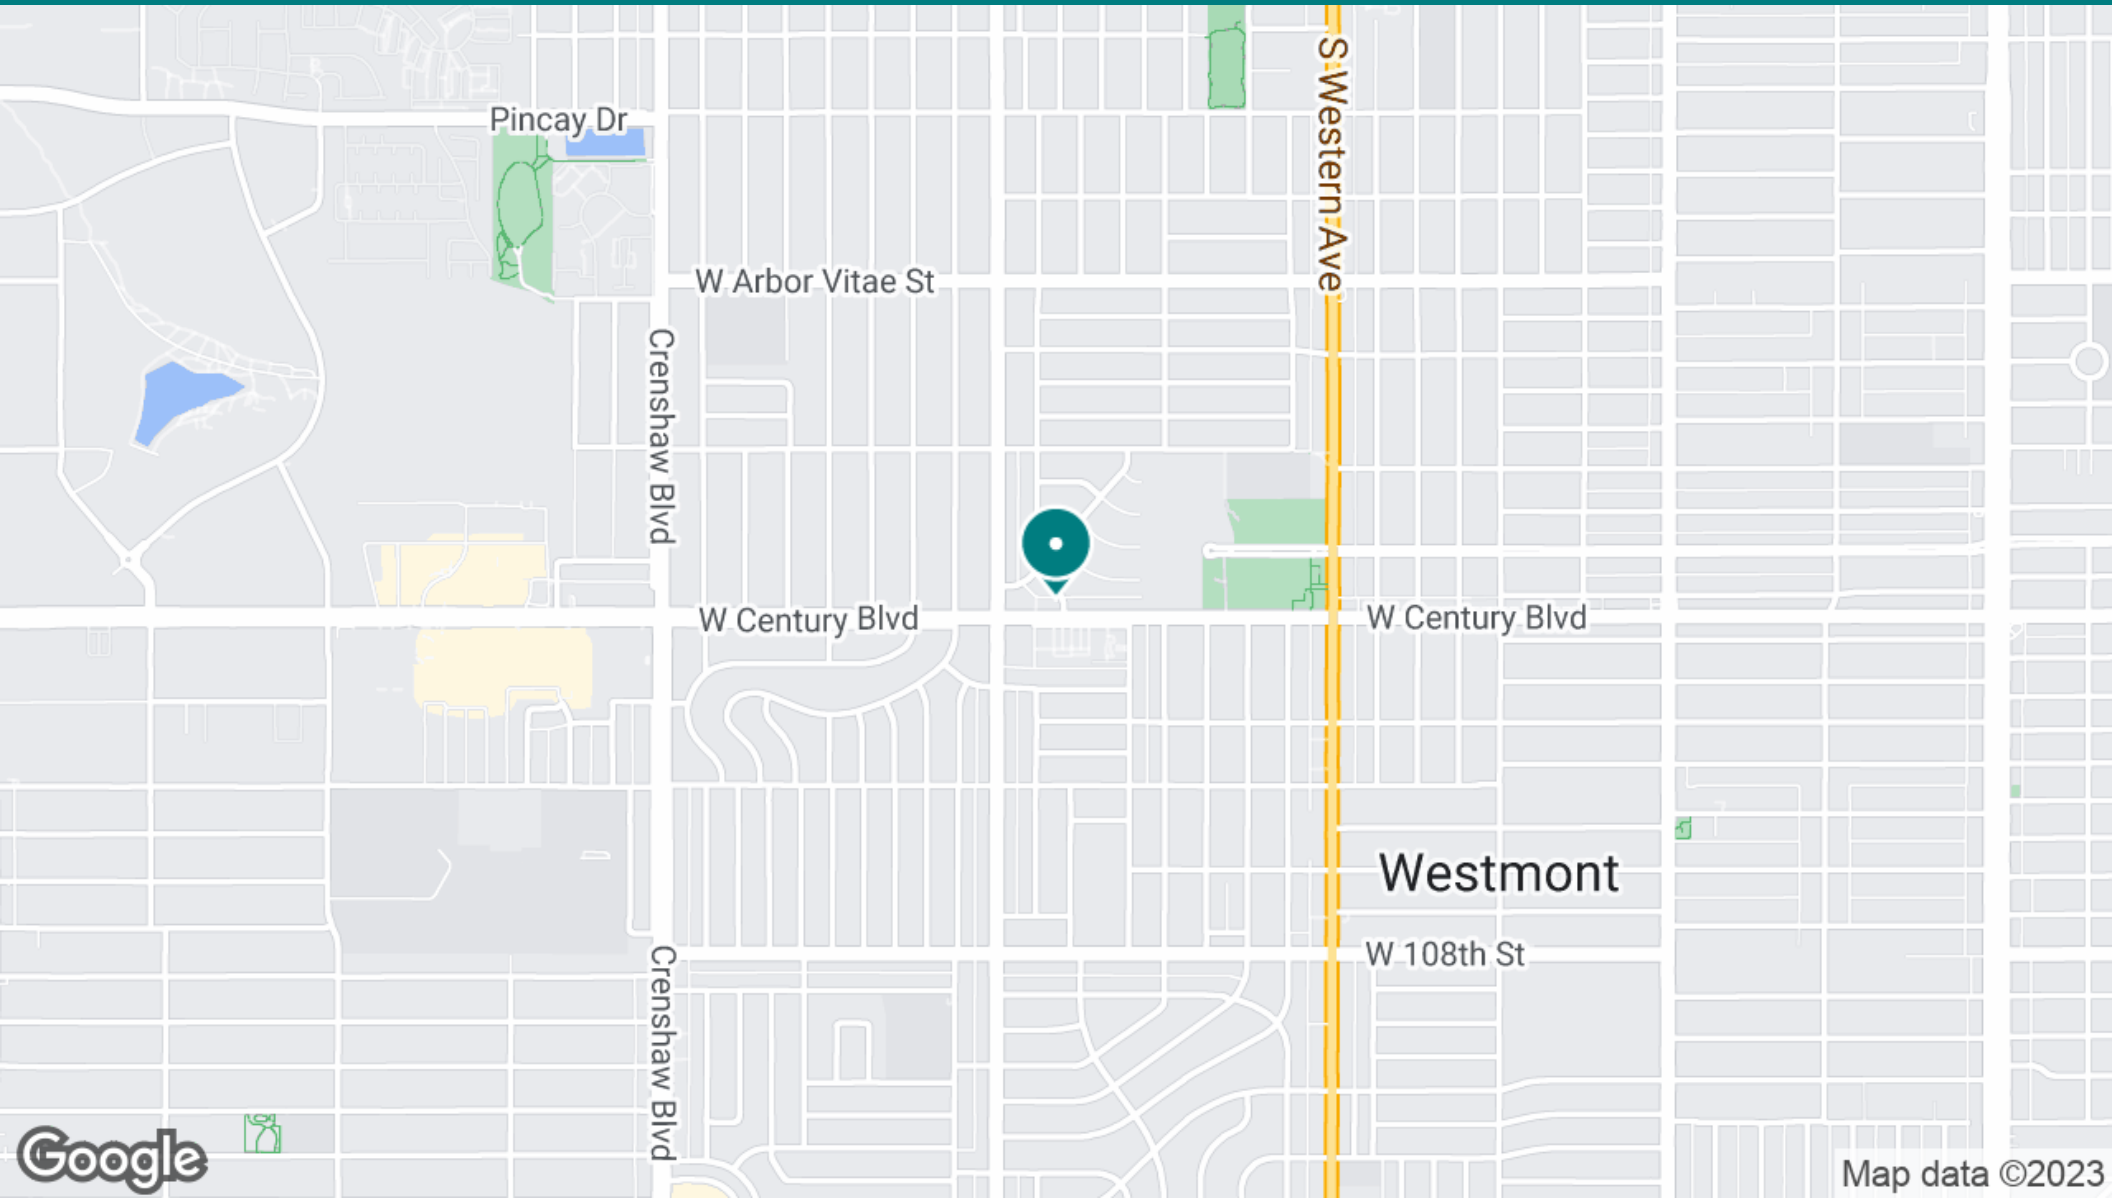 S Western Ave
Pincay Dr
W Arbor Vitae St
Crenshaw Blvd
W Century Blvd
W Century Blvd
Westmont
W 108th St
Crenshaw Blvd
Google
Map data ©2023